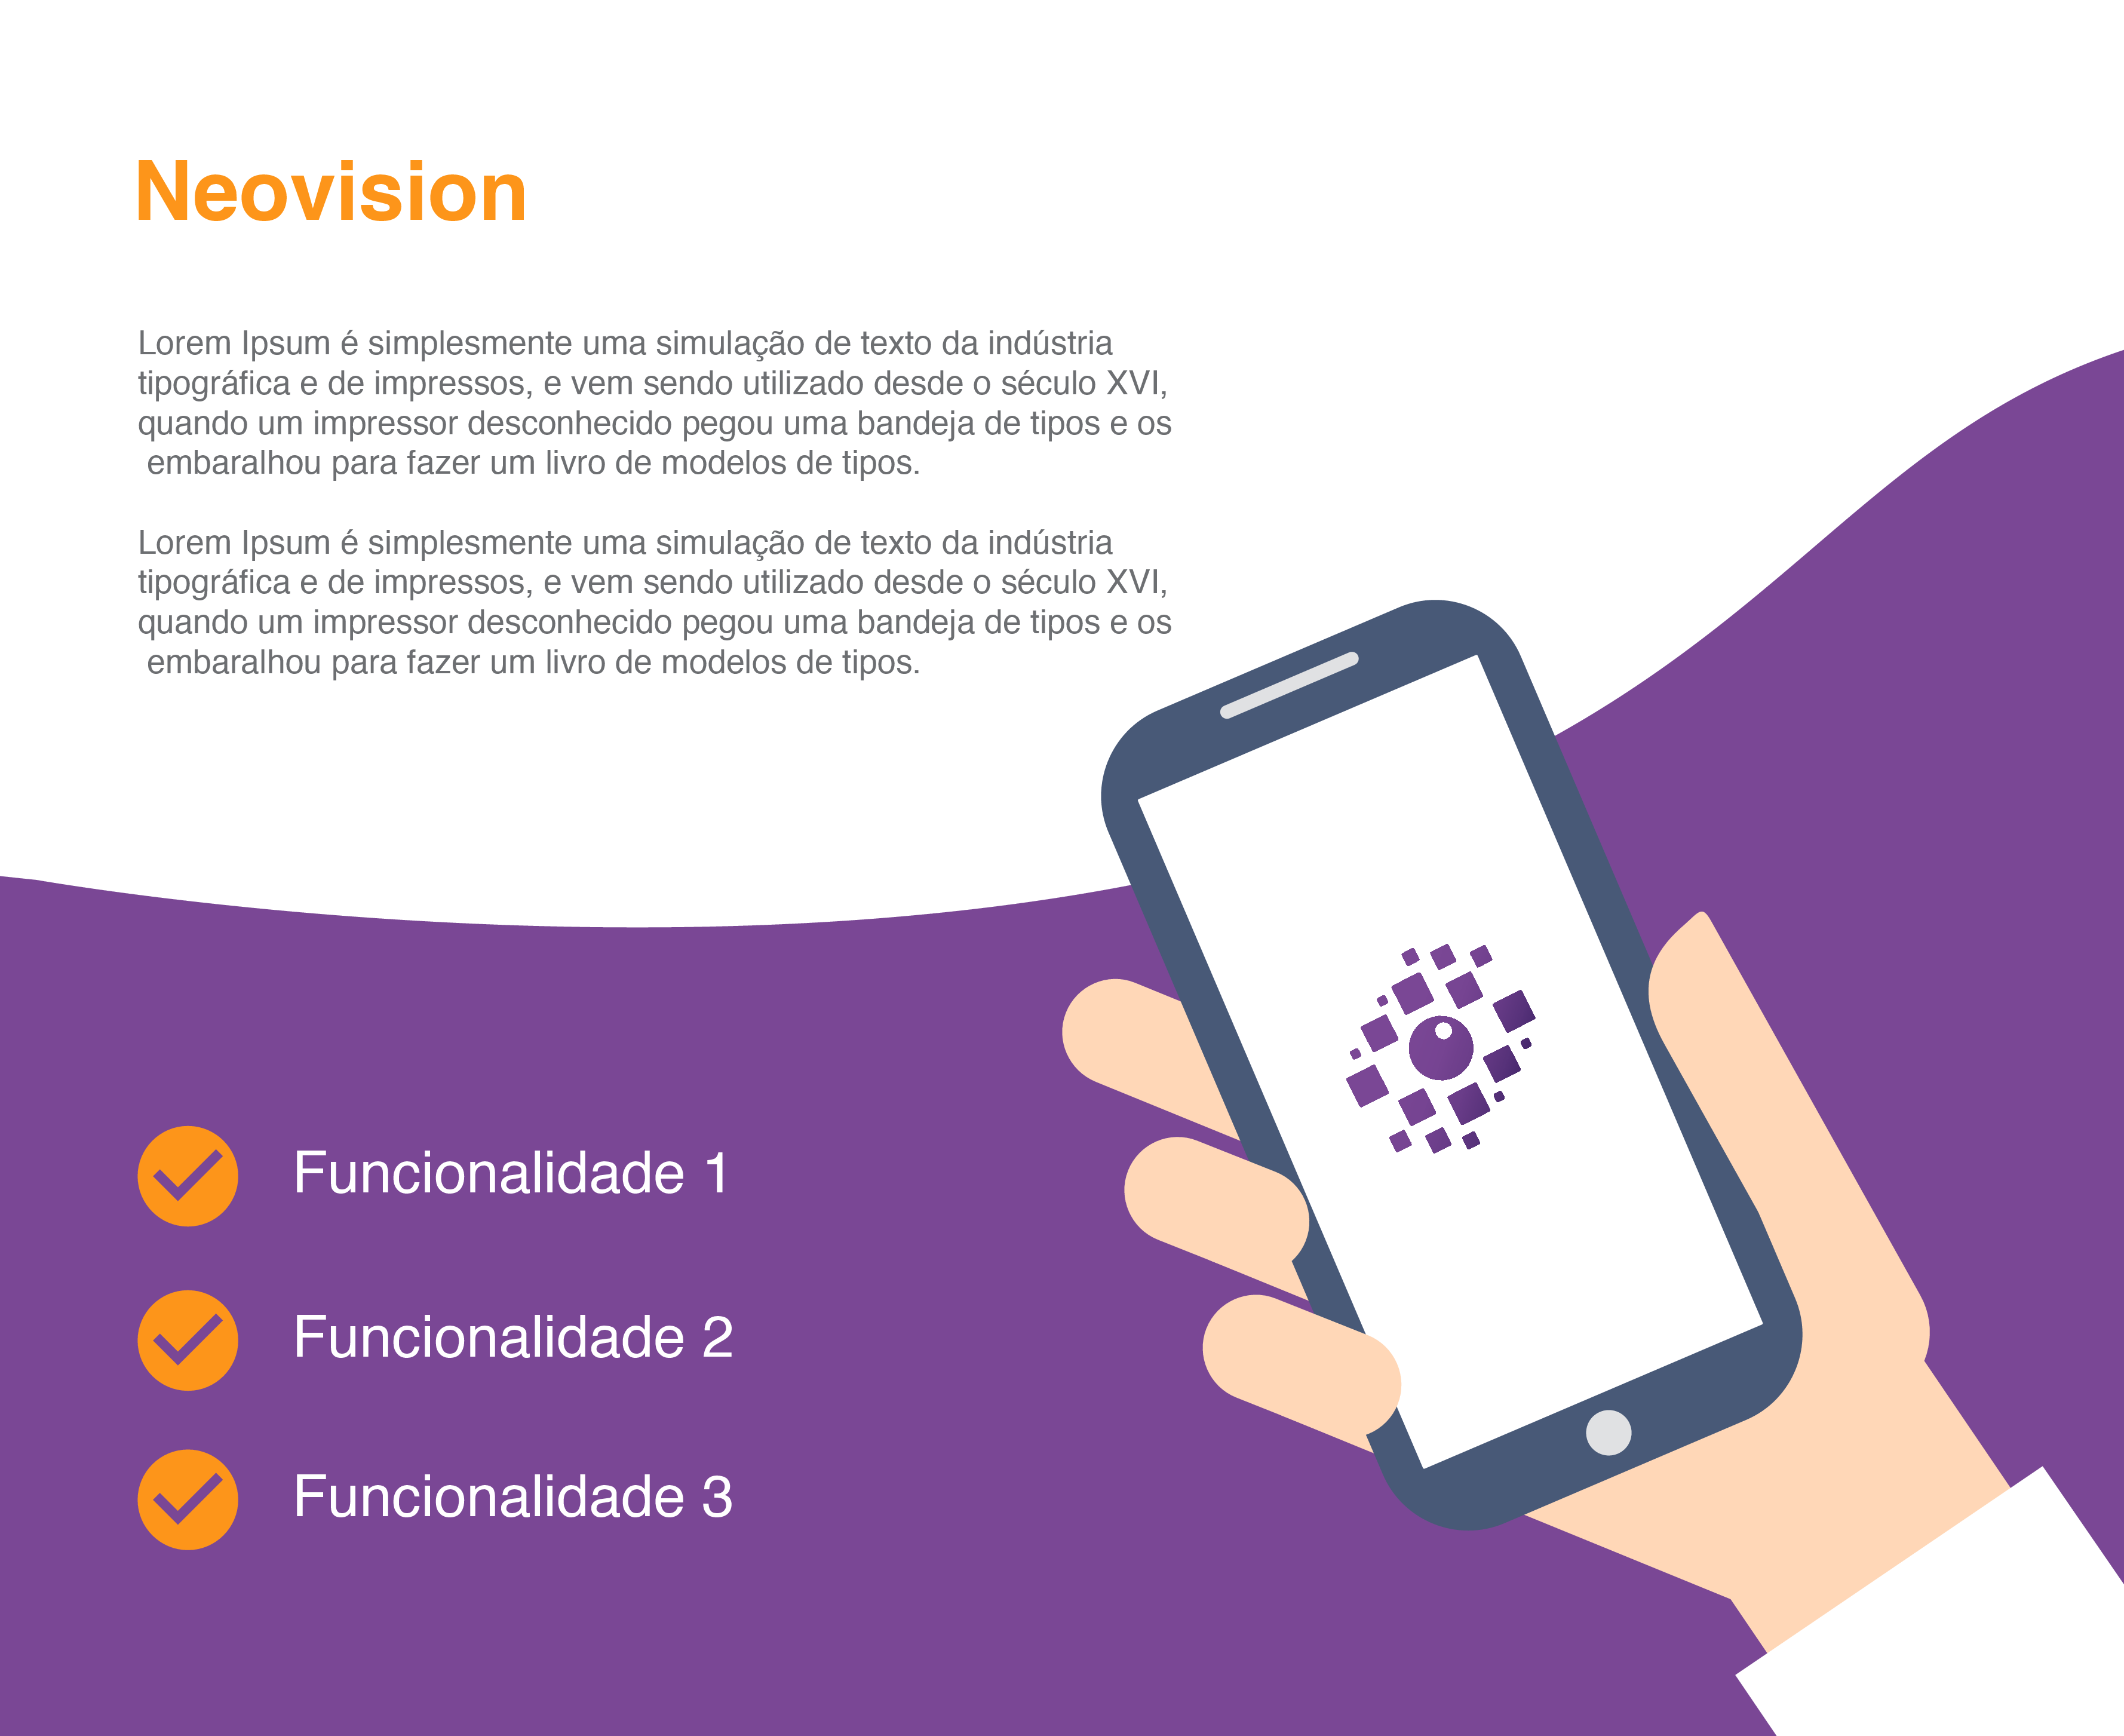 Neovision
Lorem Ipsum é simplesmente uma simulação de texto da indústria
tipográfica e de impressos, e vem sendo utilizado desde o século XVI,
quando um impressor desconhecido pegou uma bandeja de tipos e os
embaralhou para fazer um livro de modelos de tipos.
Lorem Ipsum é simplesmente uma simulação de texto da indústria
tipográfica e de impressos, e vem sendo utilizado desde o século XVI,
quando um impressor desconhecido pegou uma bandeja de tipos e os
embaralhou para fazer um livro de modelos de tipos.
Funcionalidade 1
Funcionalidade 2
Funcionalidade 3